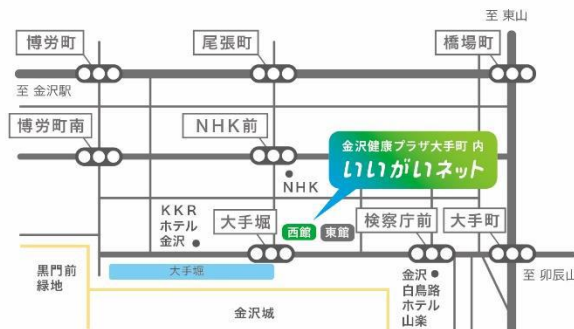 至 東山
博労町
尾張町
橋場町
至 金沢駅
博労町南
NHK前
金沢健康プラザ大手町 内
いいがいネット
NHK
KKR
ホテル
金沢
大手堀
西館
東館
検察庁前
大手町
黒門前
緑地
大手堀
金沢
白鳥路
ホテル
山楽
至 卯辰山
金沢城